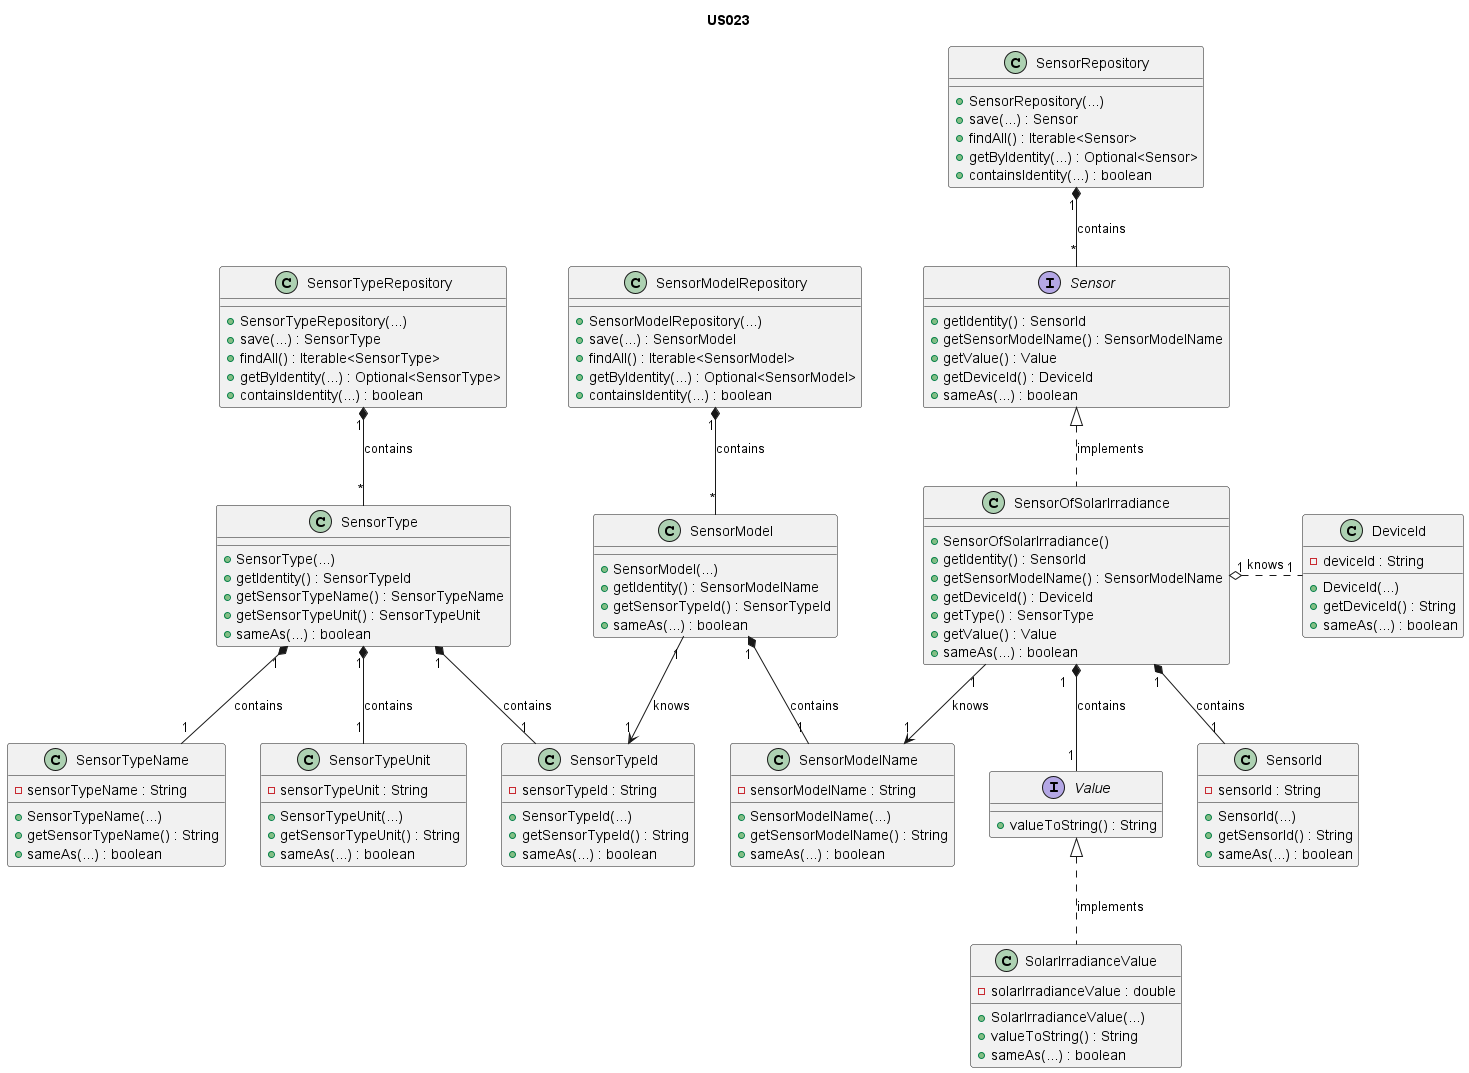 US023
C SensorRepository
SensorRepository(...)
save(...) : Sensor
findAll() : Iterable<Sensor>
getByIdentity(...) : Optional<Sensor>
containsIdentity(...) : boolean
1
contains
*
C SensorTypeRepository
SensorTypeRepository(...)
save(...) : SensorType
findAll() : Iterable<SensorType>
getByIdentity(...) : Optional<SensorType>
containsIdentity(...) : boolean
1
contains
*
C SensorModelRepository
SensorModelRepository(...)
save(...) : SensorModel
findAll() : Iterable<SensorModel>
getByIdentity(...) : Optional<SensorModel>
containsIdentity(...) : boolean
1
contains
*
I Sensor
getIdentity() : SensorId
getSensorModelName() : SensorModelName
getValue() : Value
getDeviceId() : DeviceId
sameAs(...) : boolean
implements
C SensorType
SensorType(...)
getIdentity() : SensorTypeId
getSensorTypeName() : SensorTypeName
getSensorTypeUnit() : SensorTypeUnit
sameAs(...) : boolean
1 1 1
contains contains contains
1 1 1
C SensorModel
SensorModel(...)
getIdentity() : SensorModelName
getSensorTypeId() : SensorTypeId
sameAs(...) : boolean
1 1
knows contains
1 1
C SensorOfSolarIrradiance
SensorOfSolarIrradiance()
getIdentity() : SensorId
getSensorModelName() : SensorModelName
getDeviceId() : DeviceId
getType() : SensorType
getValue() : Value
sameAs(...) : boolean
1 knows 1
C DeviceId
deviceId : String
DeviceId(...)
getDeviceId() : String
sameAs(...) : boolean
1 1 1
knows contains contains
1 1 1
C SensorTypeName
sensorTypeName : String
SensorTypeName(...)
getSensorTypeName() : String
sameAs(...) : boolean
C SensorTypeUnit
sensorTypeUnit : String
SensorTypeUnit(...)
getSensorTypeUnit() : String
sameAs(...) : boolean
C SensorTypeId
sensorTypeId : String
SensorTypeId(...)
getSensorTypeId() : String
sameAs(...) : boolean
C SensorModelName
sensorModelName : String
SensorModelName(...)
getSensorModelName() : String
sameAs(...) : boolean
I Value
valueToString() : String
C SensorId
sensorId : String
SensorId(...)
getSensorId() : String
sameAs(...) : boolean
implements
C SolarIrradianceValue
solarIrradianceValue : double
SolarIrradianceValue(...)
valueToString() : String
sameAs(...) : boolean